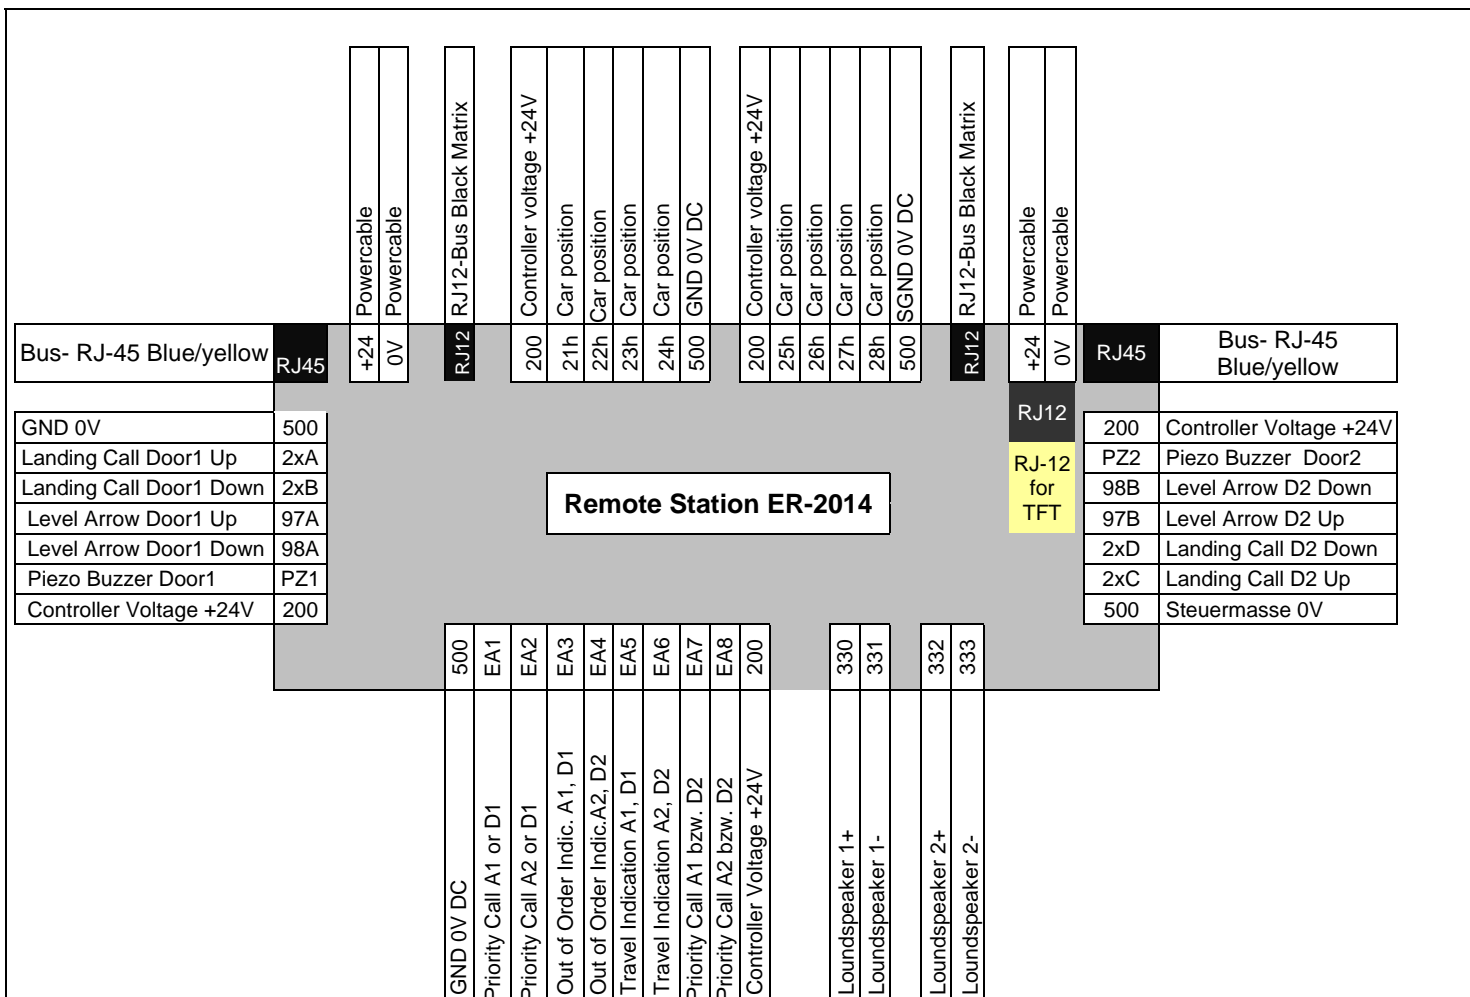 Powercable
Powercable
RJ12-Bus Black Matrix
Controller voltage +24V
Car position
Car position
Car position
Car position
GND 0V DC
Controller voltage +24V
Car position
Car position
Car position
Car position
SGND 0V DC
RJ12-Bus Black Matrix
Powercable
Powercable
Bus- RJ-45 Blue/yellow
RJ45
+24
0V
RJ12
200
21h
22h
23h
24h
500
200
25h
26h
27h
28h
500
RJ12
+24
0V
RJ45
Bus- RJ-45
Blue/yellow
RJ12
RJ-12
for
TFT
GND 0V 500
Landing Call Door1 Up 2xA
Landing Call Door1 Down 2xB
Level Arrow Door1 Up 97A
Level Arrow Door1 Down 98A
Piezo Buzzer Door1 PZ1
Controller Voltage +24V 200
Remote Station ER-2014
200 Controller Voltage +24V
PZ2 Piezo Buzzer Door2
98B Level Arrow D2 Down
97B Level Arrow D2 Up
2xD Landing Call D2 Down
2xC Landing Call D2 Up
500 Steuermasse 0V
500
EA1
EA2
EA3
EA4
EA5
EA6
EA7
EA8
200
330
331
332
333
GND 0V DC
Priority Call A1 or D1
Priority Call A2 or D1
Out of Order Indic. A1, D1
Out of Order Indic.A2, D2
Travel Indication A1, D1
Travel Indication A2, D2
Priority Call A1 bzw. D2
Priority Call A2 bzw. D2
Controller Voltage +24V
Loundspeaker 1+
Loundspeaker 1-
Loundspeaker 2+
Loundspeaker 2-